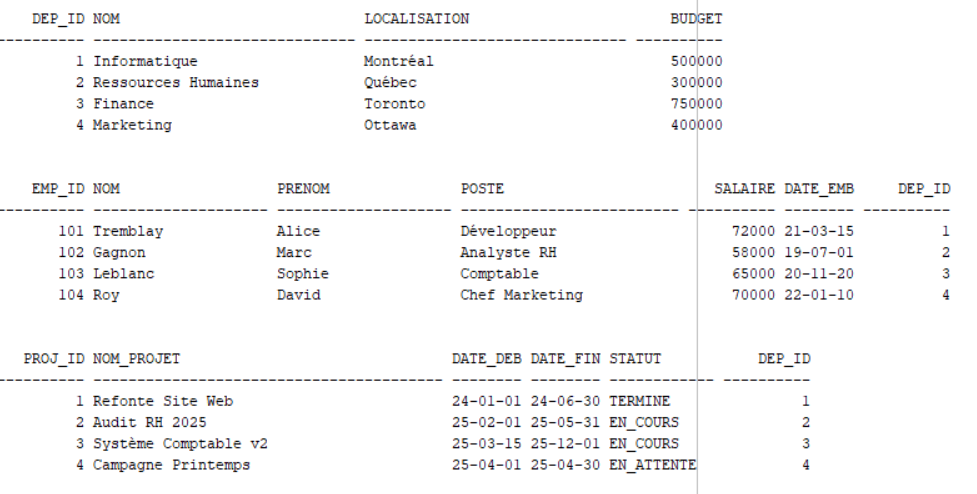 DEP_ID NOM LOCALISATION BUDGET
---------- ------------------------------ ------------------------------ ----------
1 Informatique Montréal 500000
2 Ressources Humaines Québec 300000
3 Finance Toronto 750000
4 Marketing Ottawa 400000
EMP_ID NOM PRENOM POSTE SALAIRE DATE_EMB DEP_ID
---------- -------------------- -------------------- ------------------------- ---------- -------- ----------
101 Tremblay Alice Développeur 72000 21-03-15 1
102 Gagnon Marc Analyste RH 58000 19-07-01 2
103 Leblanc Sophie Comptable 65000 20-11-20 3
104 Roy David Chef Marketing 70000 22-01-10 4
PROJ_ID NOM_PROJET DATE_DEB DATE_FIN STATUT DEP_ID
---------- ---------------------------------------- -------- -------- ------------ ----------
1 Refonte Site Web 24-01-01 24-06-30 TERMINE 1
2 Audit RH 2025 25-02-01 25-05-31 EN_COURS 2
3 Système Comptable v2 25-03-15 25-12-01 EN_COURS 3
4 Campagne Printemps 25-04-01 25-04-30 EN_ATTENTE 4